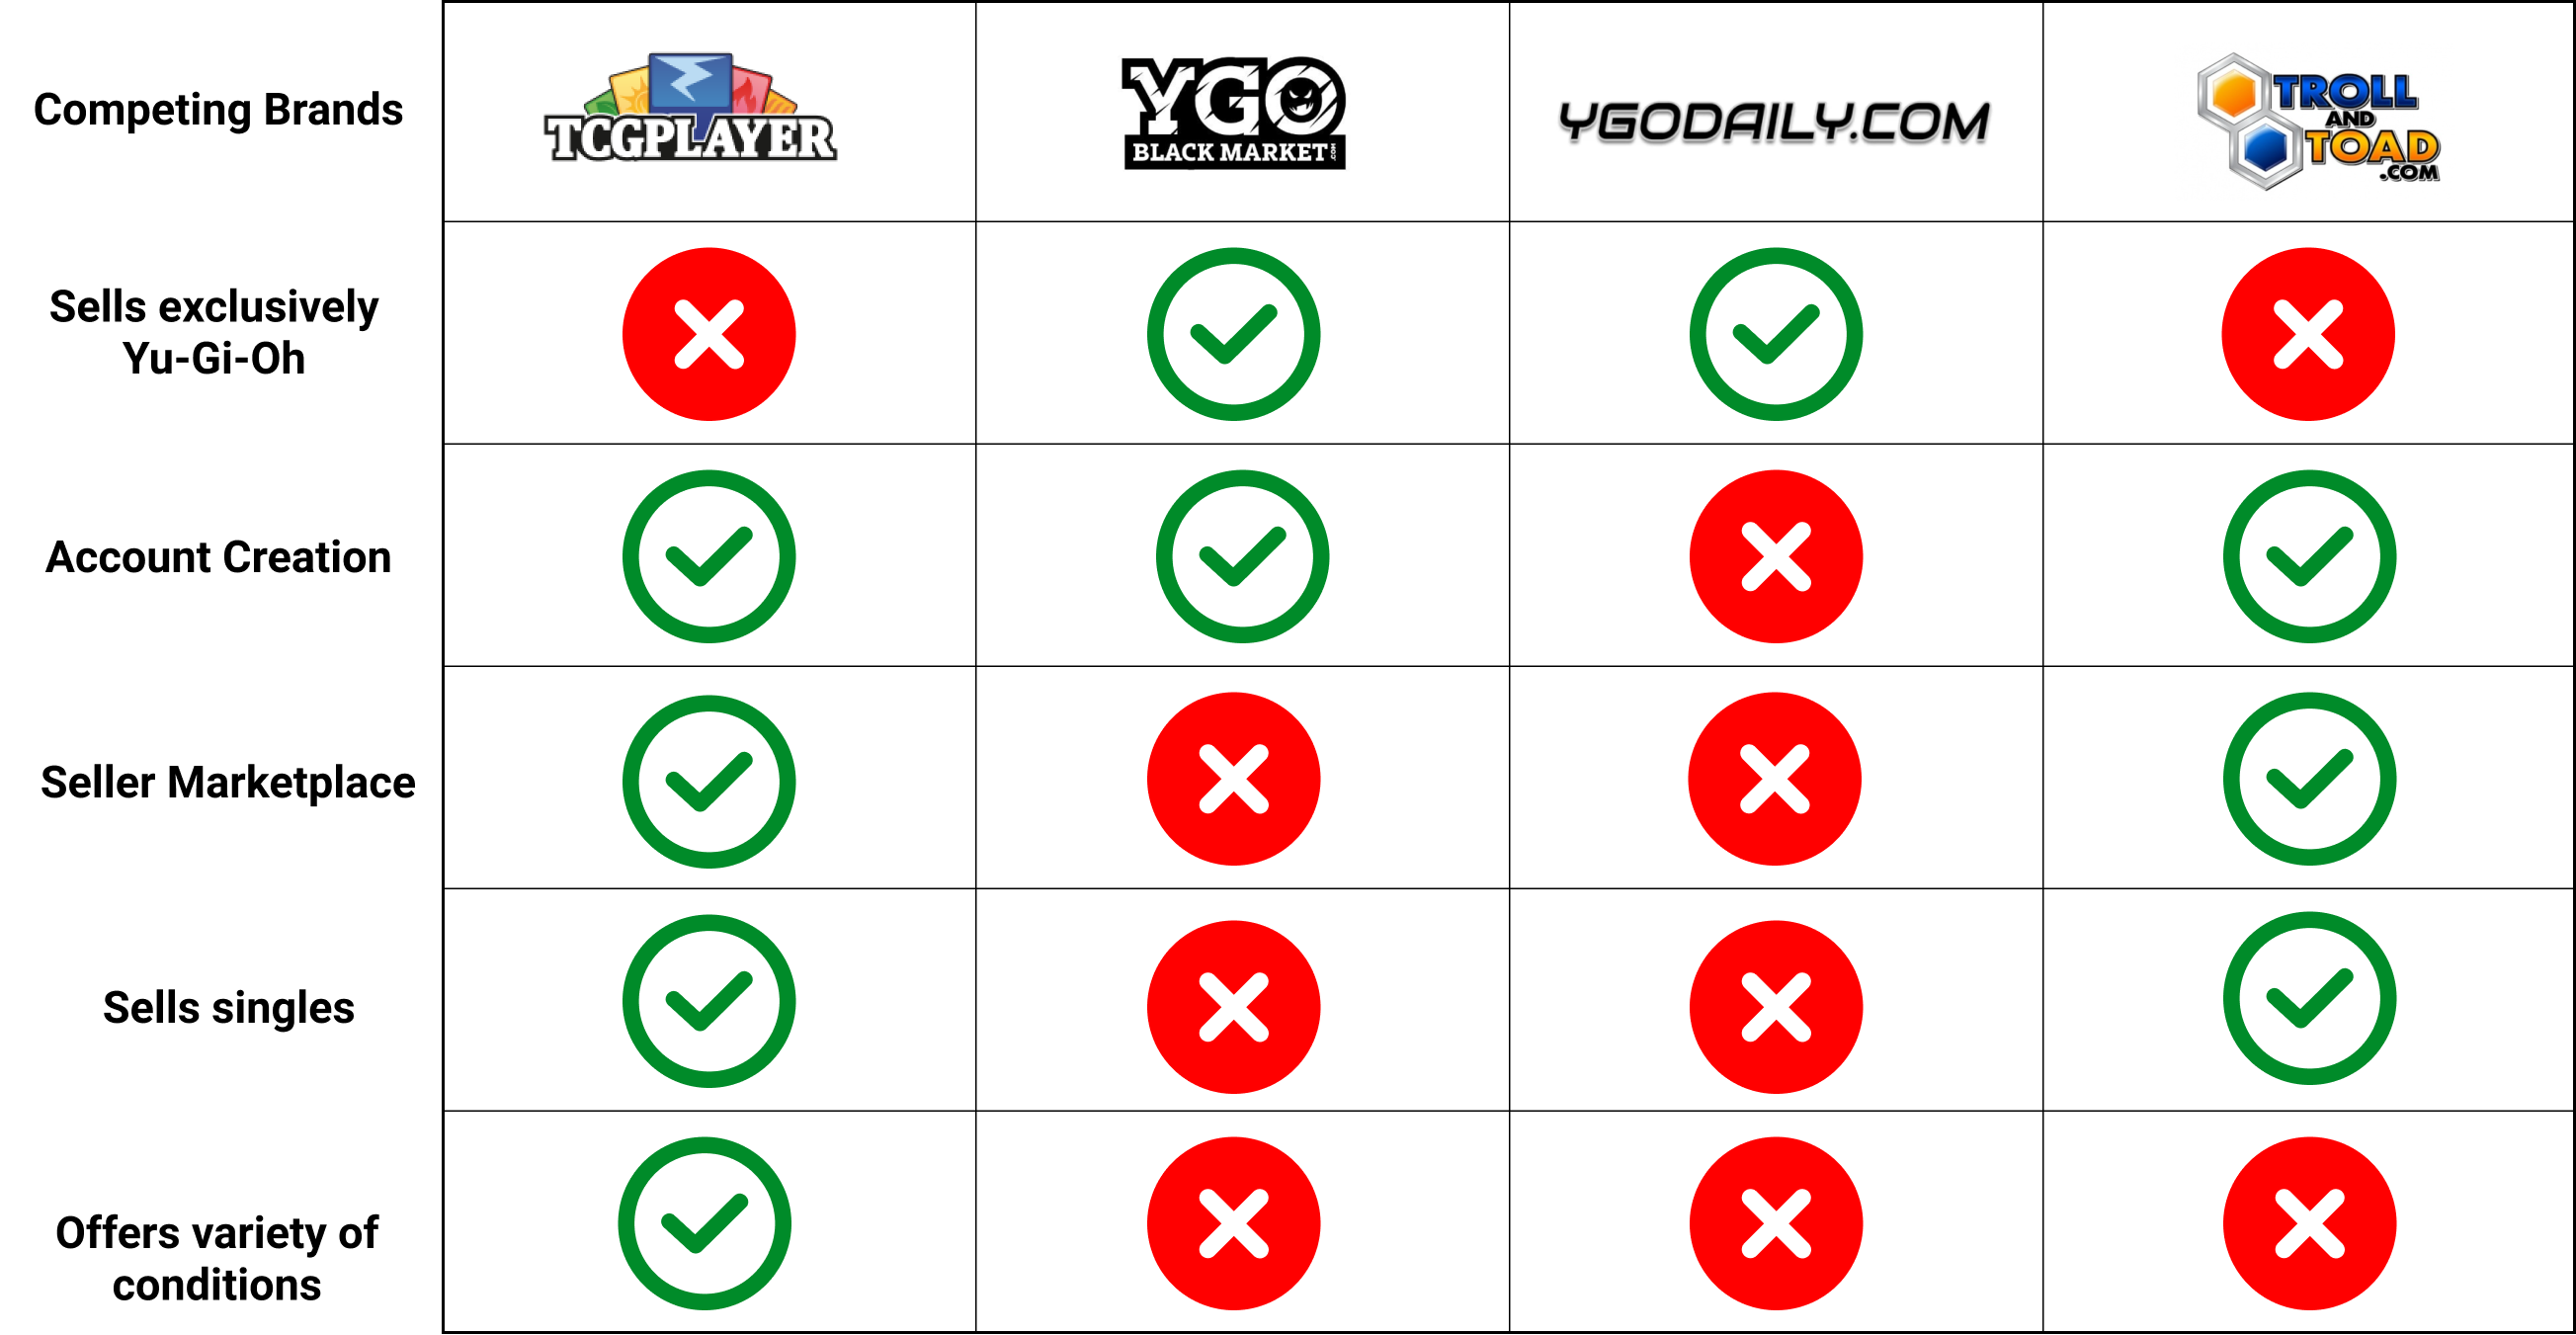 Competing Brands
TCGPLAYER
YGO
BLACK MARKET.COM
YGODAILY.COM
TROLL
AND
TOAD
.COM
Sells exclusively
Yu-Gi-Oh
Account Creation
Seller Marketplace
Sells singles
Offers variety of
conditions